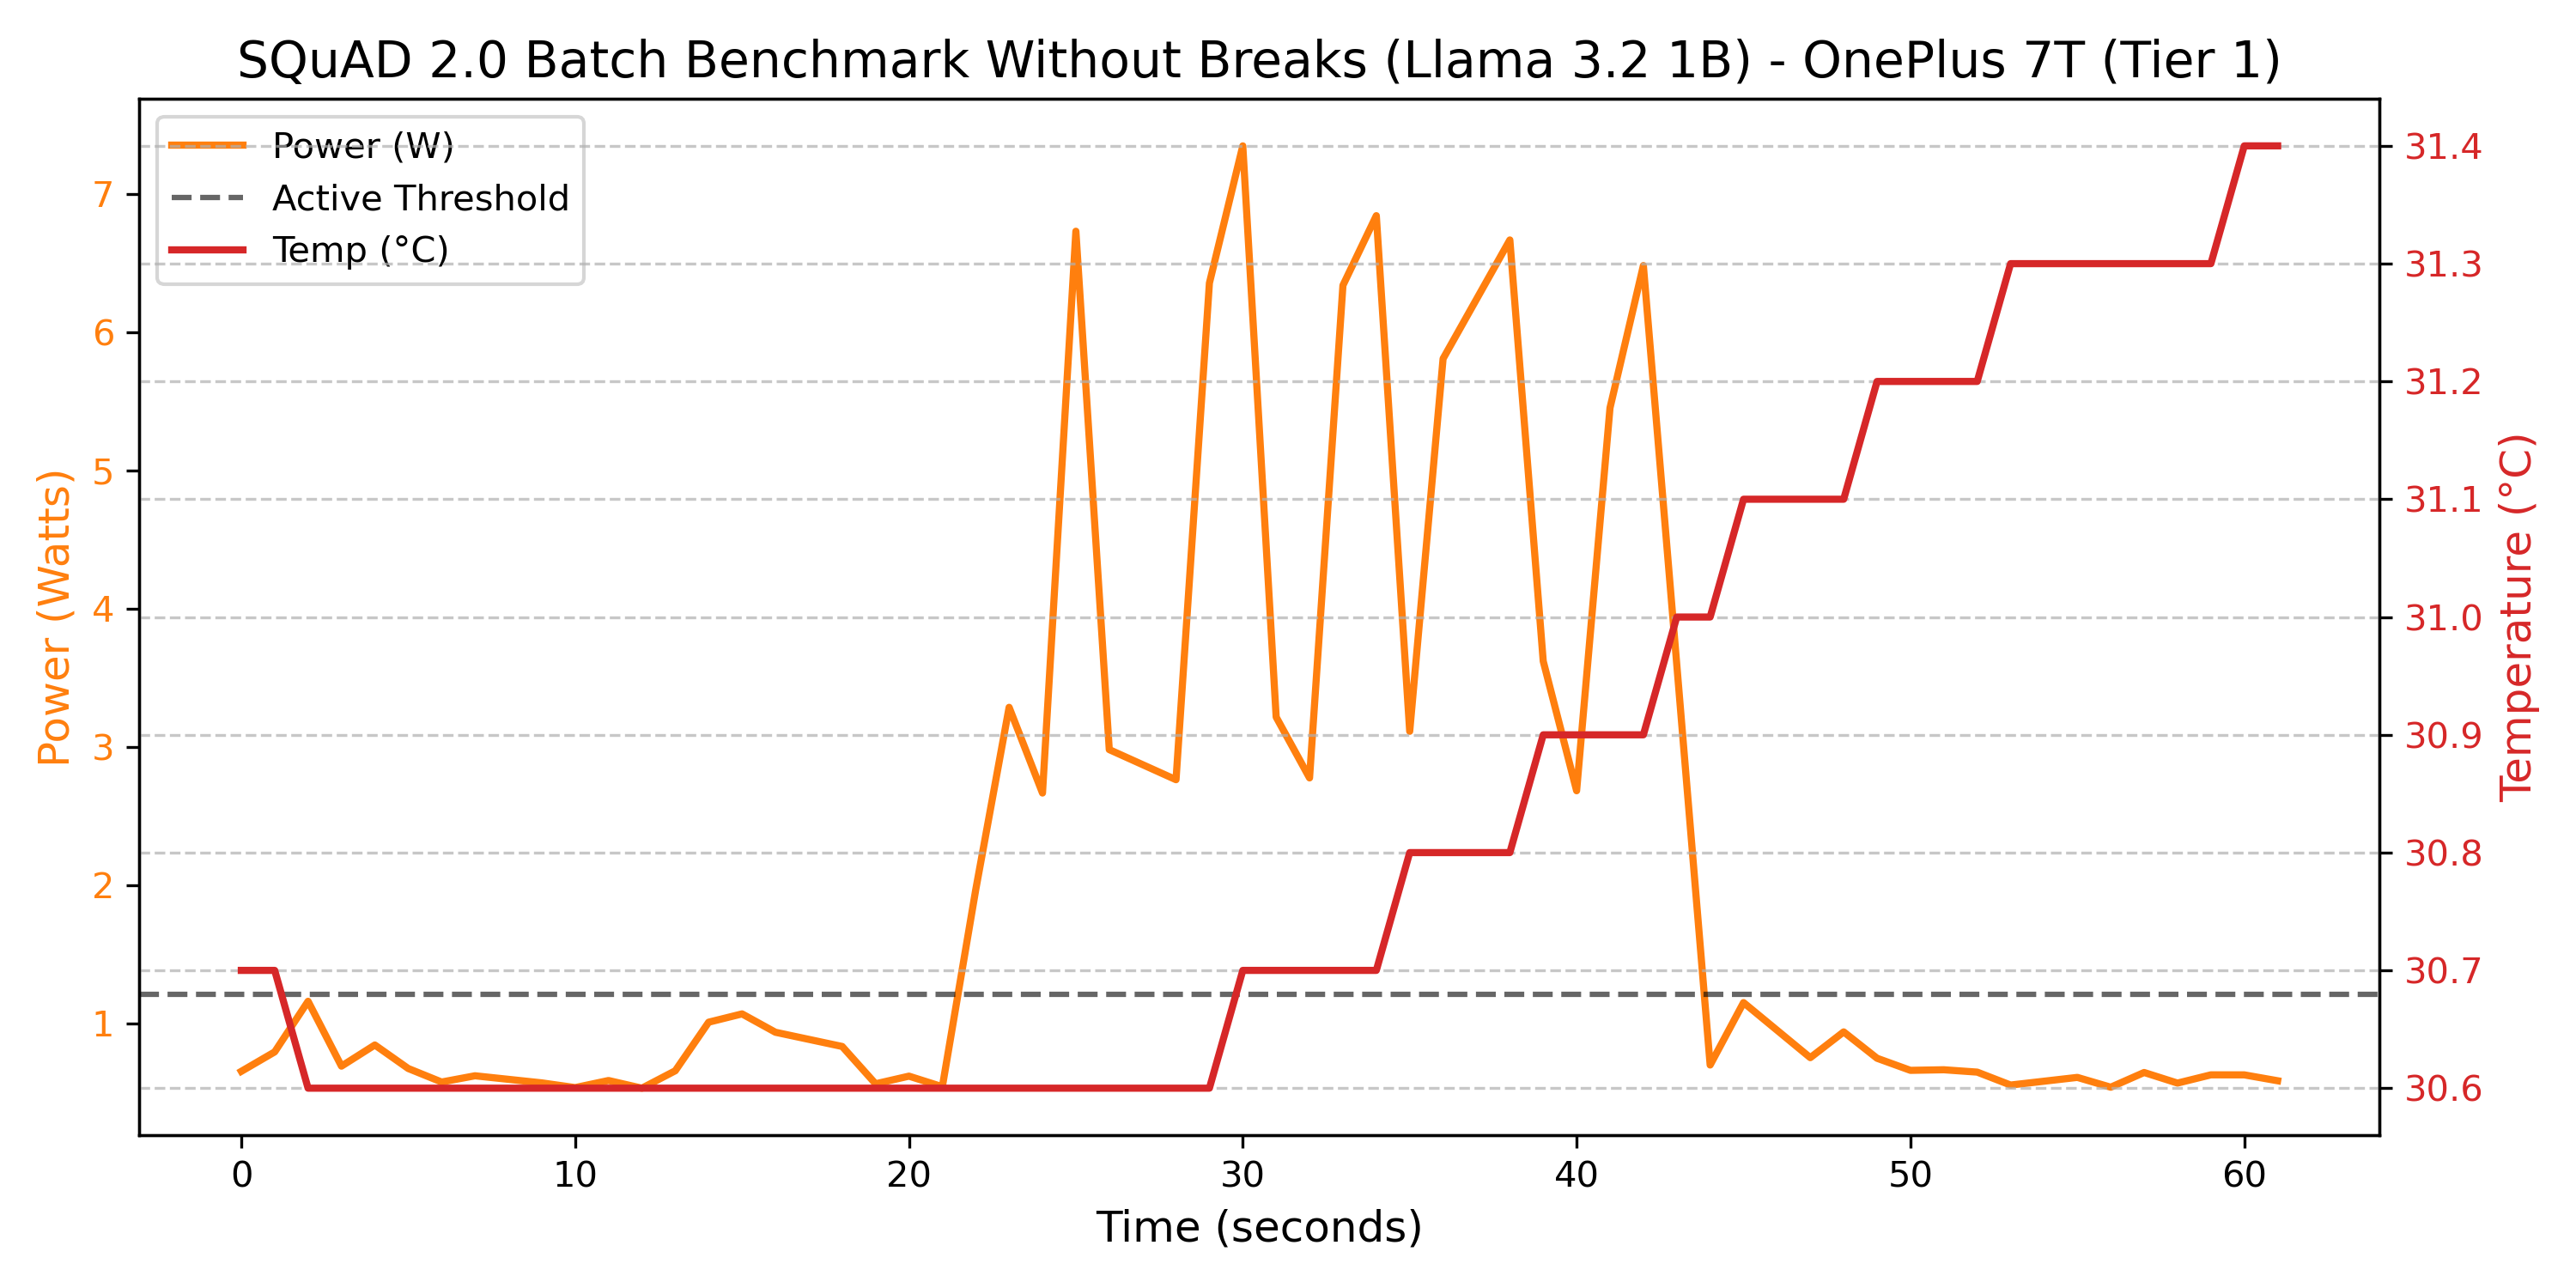 SQuAD 2.0 Batch Benchmark Without Breaks (Llama 3.2 1B) - OnePlus 7T (Tier 1)
Power (W)
Active Threshold
Temp (°C)
Power (Watts)
7
6
5
4
3
2
1
31.4
31.3
31.2
31.1
31.0
30.9
30.8
30.7
30.6
Temperature (°C)
0 10 20 30 40 50 60
Time (seconds)